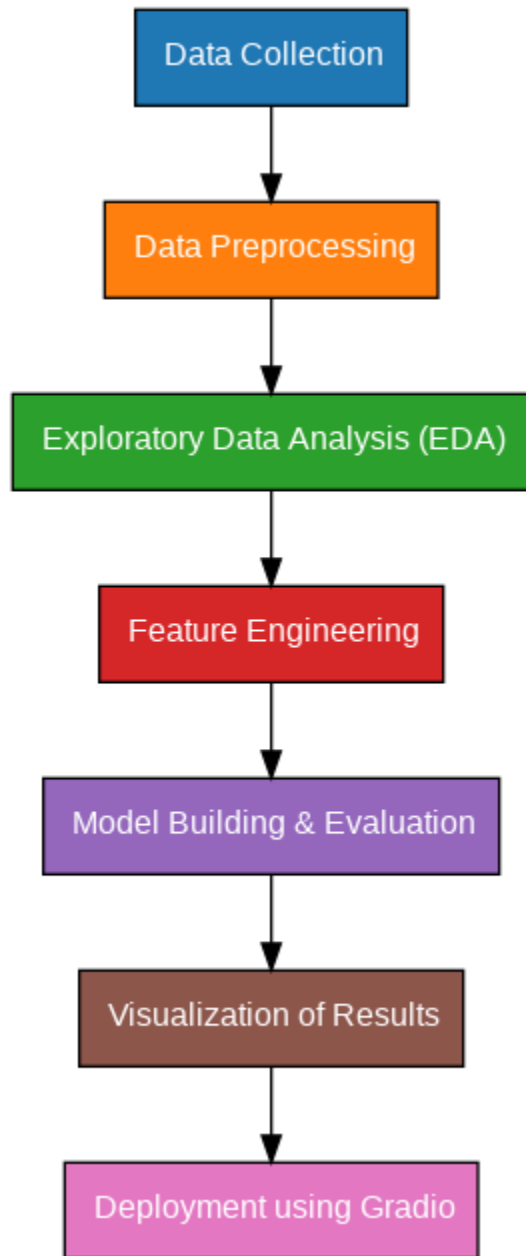 Data Collection
Data Preprocessing
Exploratory Data Analysis (EDA)
Feature Engineering
Model Building & Evaluation
Visualization of Results
Deployment using Gradio